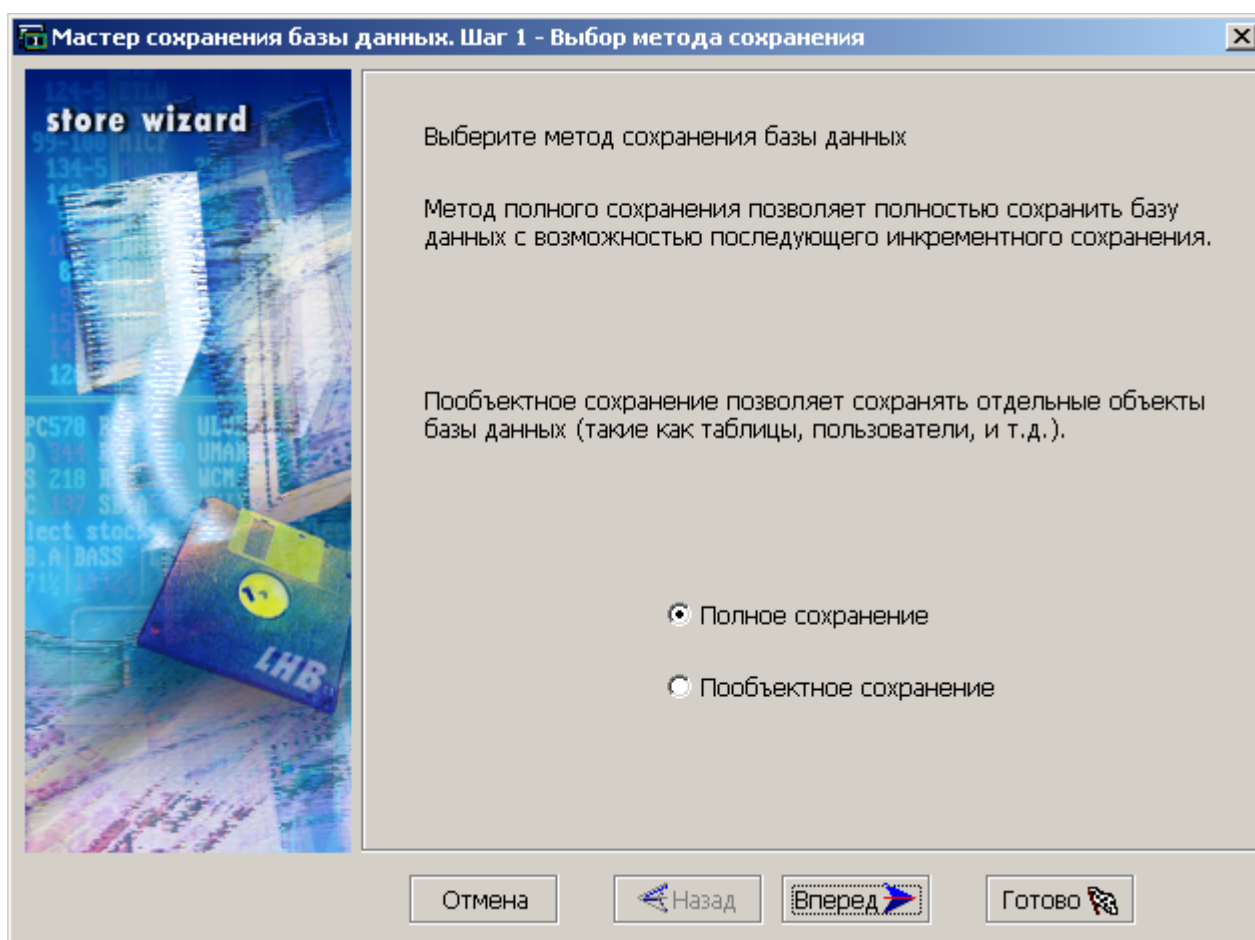 Мастер сохранения базы данных. Шаг 1 - Выбор метода сохранения
store wizard
Выберите метод сохранения базы данных
Метод полного сохранения позволяет полностью сохранить базу
данных с возможностью последующего инкрементного сохранения.
Пообъектное сохранение позволяет сохранять отдельные объекты
базы данных (такие как таблицы, пользователи, и т.д.).
Полное сохранение
Пообъектное сохранение
LHB
Отмена
Назад
Вперед
Готово